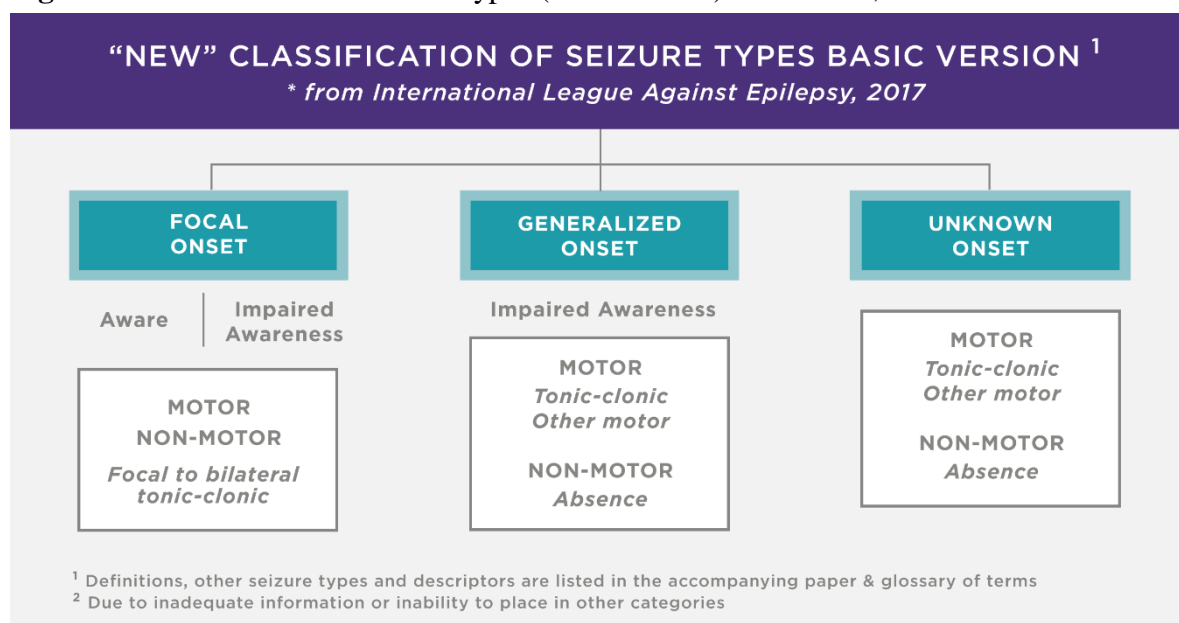 "NEW" CLASSIFICATION OF SEIZURE TYPES BASIC VERSION 1
* from International League Against Epilepsy, 2017
FOCAL
ONSET
Aware
Impaired
Awareness
MOTOR
NON-MOTOR
Focal to bilateral
tonic-clonic
GENERALIZED
ONSET
Impaired Awareness
MOTOR
Tonic-clonic
Other motor
NON-MOTOR
Absence
UNKNOWN
ONSET
MOTOR
Tonic-clonic
Other motor
NON-MOTOR
Absence
1 Definitions, other seizure types and descriptors are listed in the accompanying paper & glossary of terms
2 Due to inadequate information or inability to place in other categories